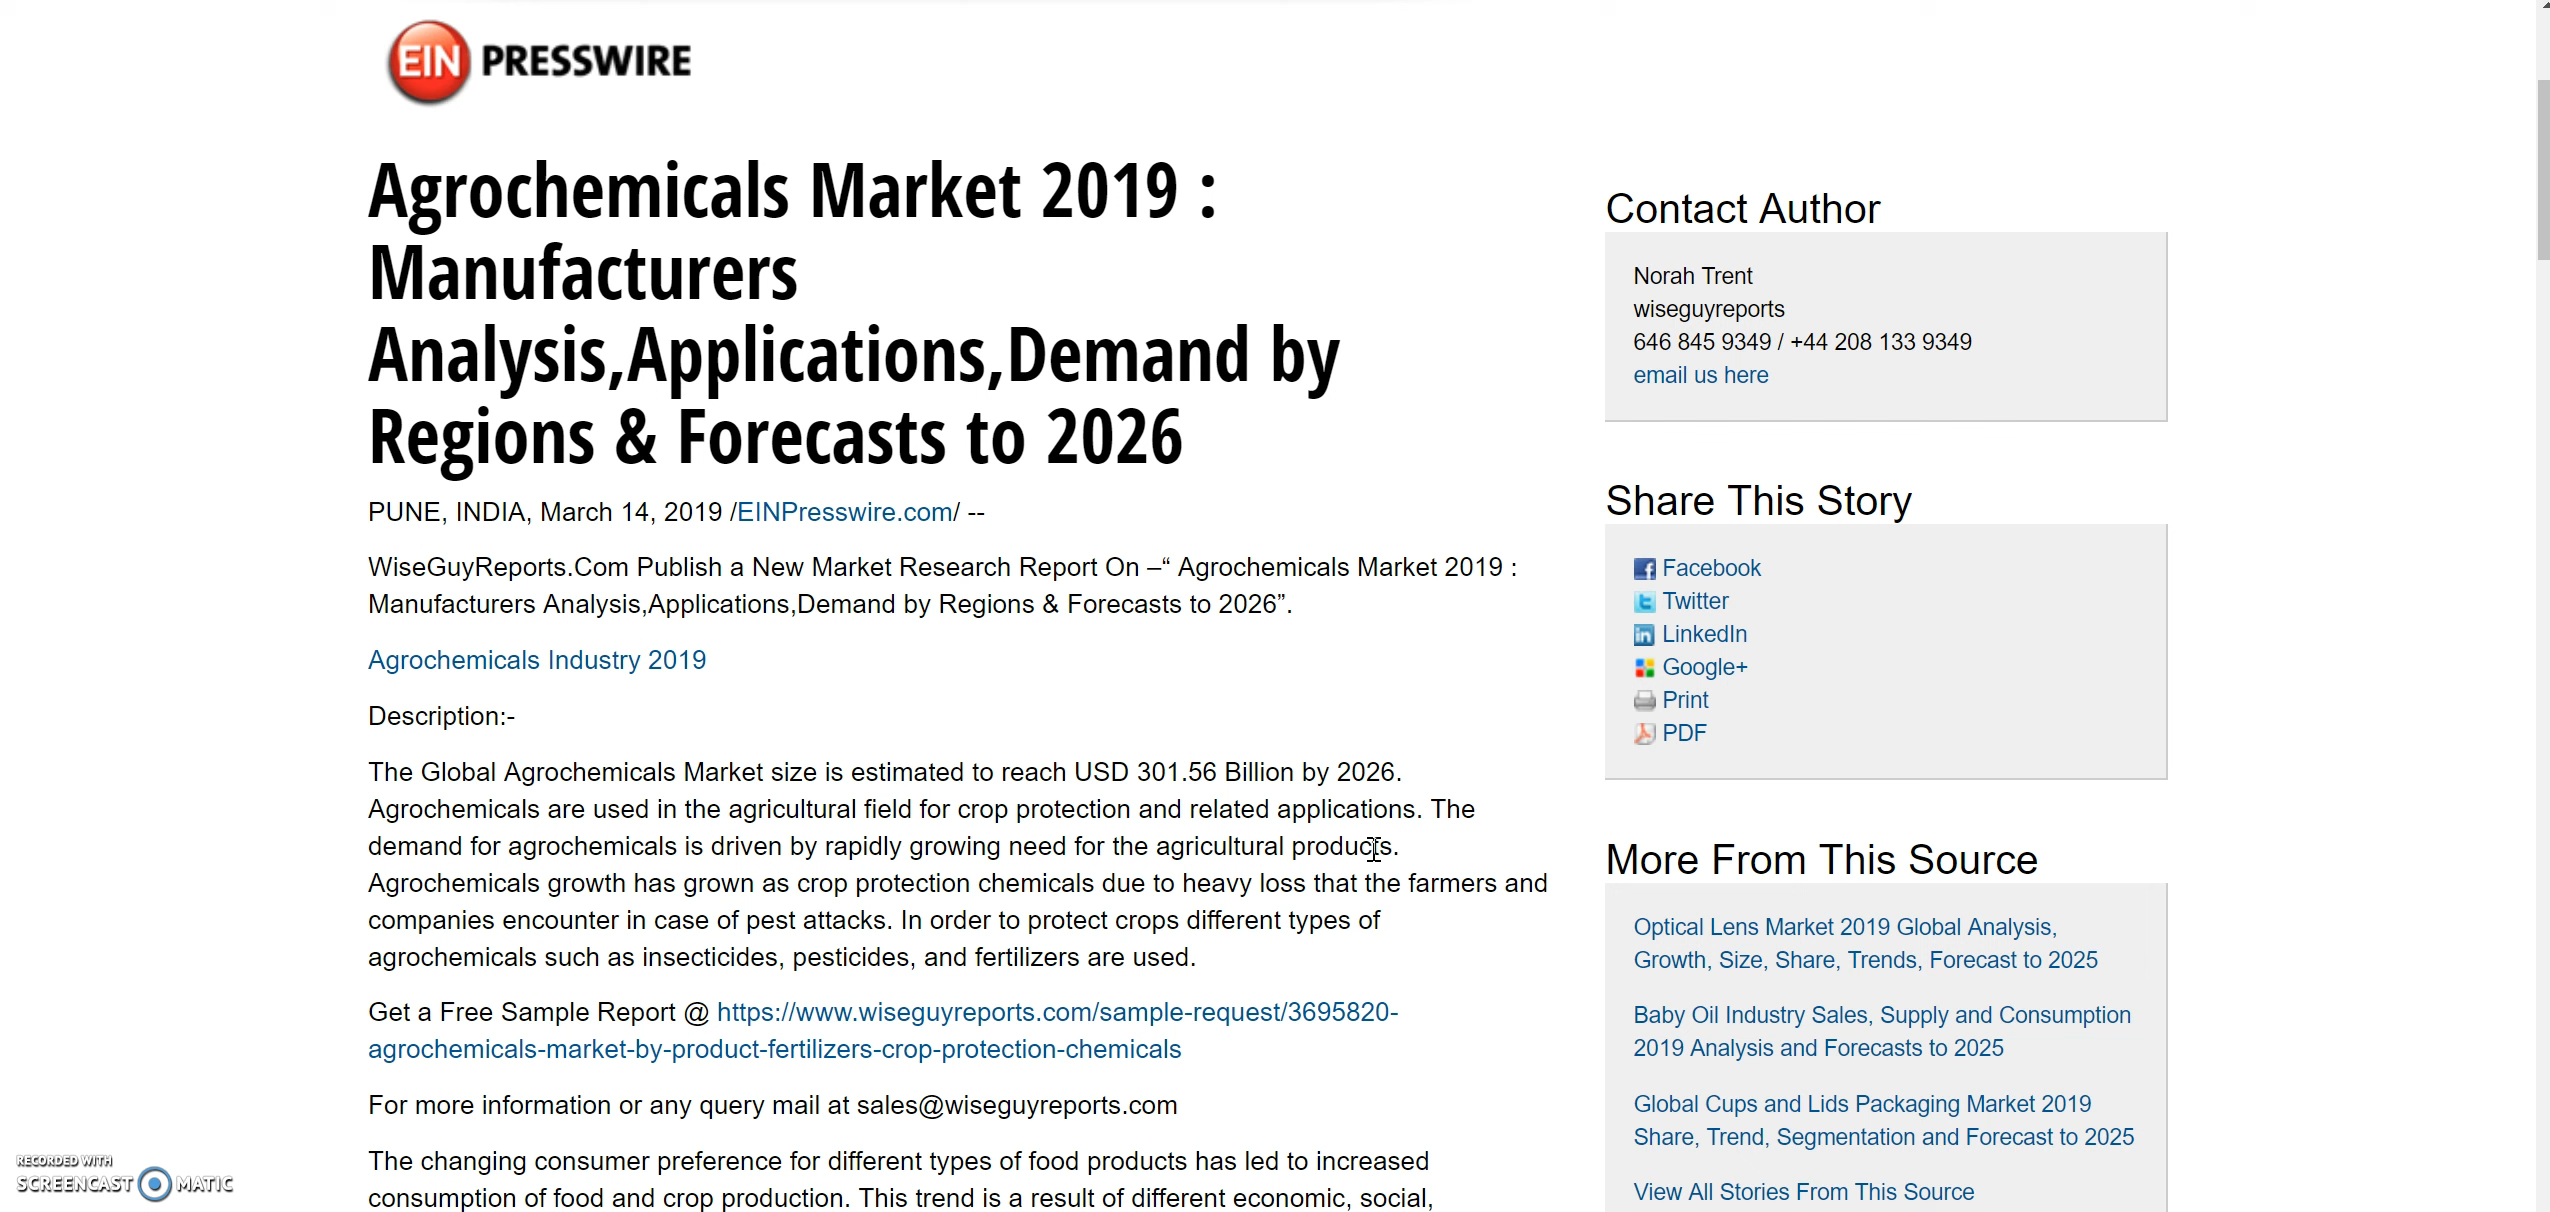 EIN PRESSWIRE
Agrochemicals Market 2019 :
Manufacturers
Analysis,Applications,Demand by
Regions & Forecasts to 2026
PUNE, INDIA, March 14, 2019 /EINPresswire.com/ --
WiseGuyReports.Com Publish a New Market Research Report On –“ Agrochemicals Market 2019 :
Manufacturers Analysis,Applications,Demand by Regions & Forecasts to 2026”.
Agrochemicals Industry 2019
Description:-
The Global Agrochemicals Market size is estimated to reach USD 301.56 Billion by 2026.
Agrochemicals are used in the agricultural field for crop protection and related applications. The
demand for agrochemicals is driven by rapidly growing need for the agricultural products.
Agrochemicals growth has grown as crop protection chemicals due to heavy loss that the farmers and
companies encounter in case of pest attacks. In order to protect crops different types of
agrochemicals such as insecticides, pesticides, and fertilizers are used.
Get a Free Sample Report @ https://www.wiseguyreports.com/sample-request/3695820-
agrochemicals-market-by-product-fertilizers-crop-protection-chemicals
For more information or any query mail at sales@wiseguyreports.com
The changing consumer preference for different types of food products has led to increased
consumption of food and crop production. This trend is a result of different economic, social,
Contact Author
Norah Trent
wiseguyreports
646 845 9349 / +44 208 133 9349
email us here
Share This Story
Facebook
Twitter
LinkedIn
Google+
Print
PDF
More From This Source
Optical Lens Market 2019 Global Analysis,
Growth, Size, Share, Trends, Forecast to 2025
Baby Oil Industry Sales, Supply and Consumption
2019 Analysis and Forecasts to 2025
Global Cups and Lids Packaging Market 2019
Share, Trend, Segmentation and Forecast to 2025
View All Stories From This Source
RECORDED WITH
SCREENCAST MATIC